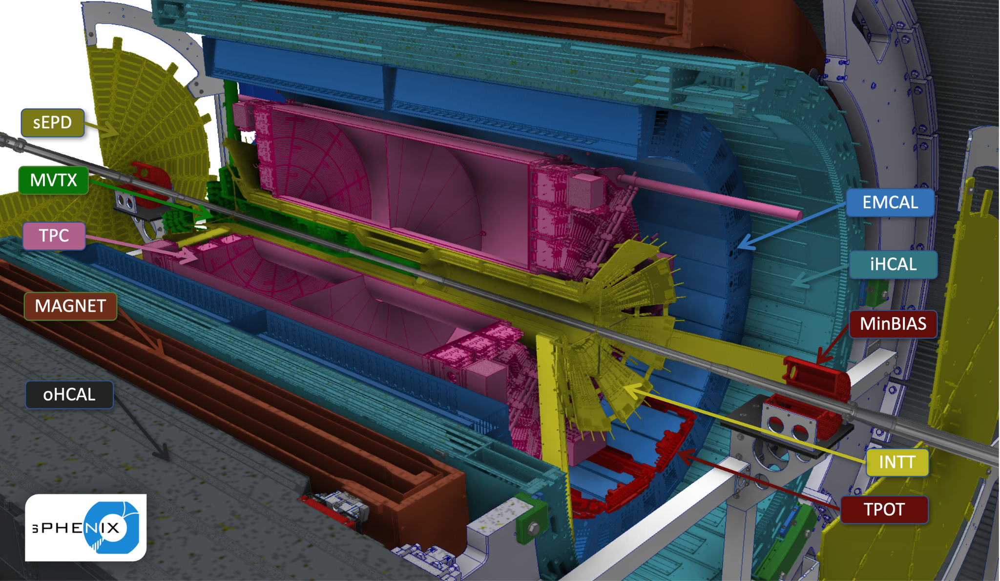 sEPD
MVTX
TPC
MAGNET
oHCAL
EMCAL
iHCAL
MinBIAS
INTT
TPOT
sPHENIX